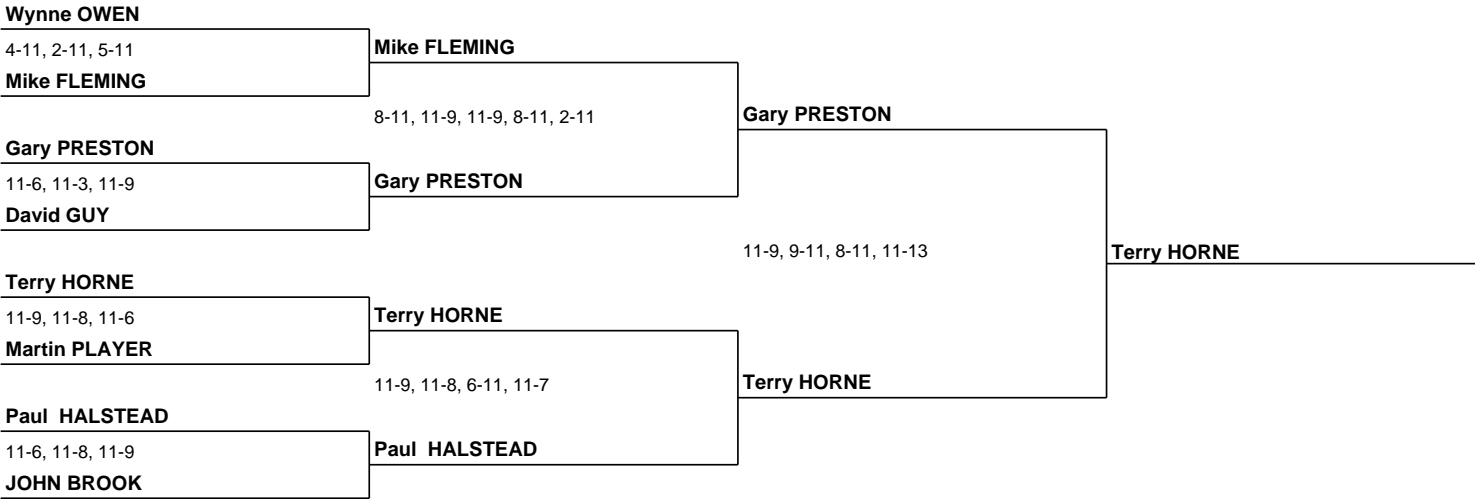 Wynne OWEN
4-11, 2-11, 5-11
Mike FLEMING
Mike FLEMING
8-11, 11-9, 11-9, 8-11, 2-11
Gary PRESTON
Gary PRESTON
11-6, 11-3, 11-9
Gary PRESTON
David GUY
11-9, 9-11, 8-11, 11-13
Terry HORNE
Terry HORNE
11-9, 11-8, 11-6
Terry HORNE
Martin PLAYER
11-9, 11-8, 6-11, 11-7
Terry HORNE
Paul  HALSTEAD
11-6, 11-8, 11-9
Paul  HALSTEAD
JOHN BROOK